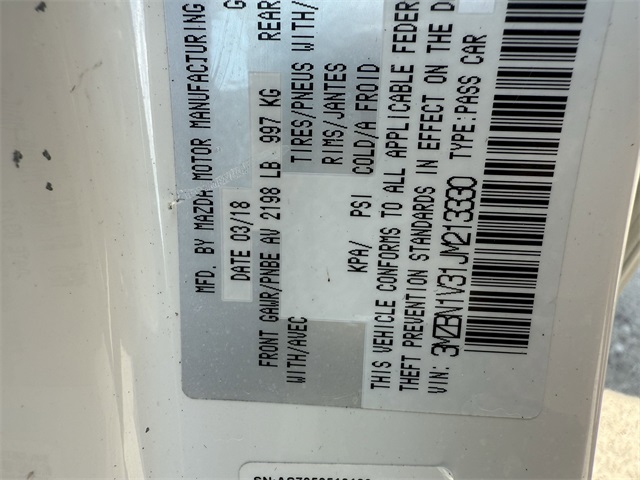 MFD. BY MAZDA MOTOR MANUFACTURING
DATE 03/18 G
FRONT GAWR/PNBE AV 2198 LB 997 KG REAR
WITH/AVEC TIRES/PNEUS WITH/
RIMS/JANTES
KPA/ PSI COLD/A FROID
THIS VEHICLE CONFORMS TO ALL APPLICABLE FEDER
THEFT PREVENTION STANDARDS IN EFFECT ON THE D
VIN: 3MZBN1V31JM213330 TYPE:PASS CAR